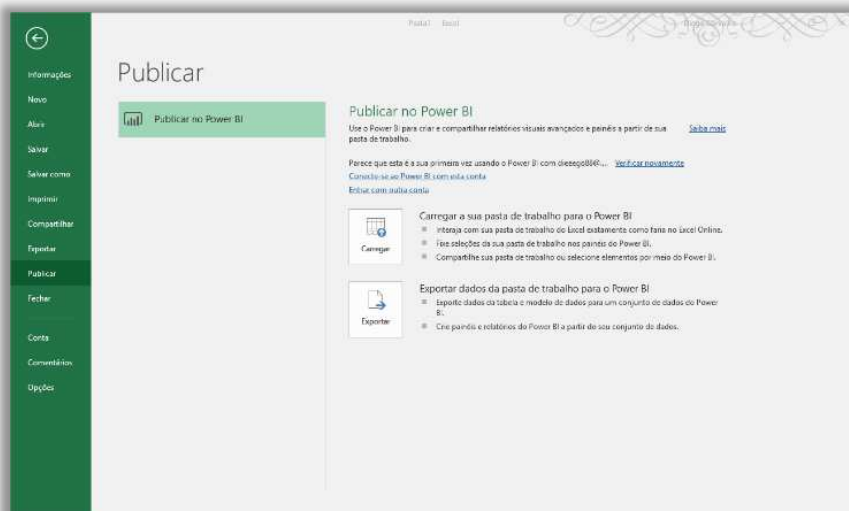 Pasta1 - Excel
Informações
Novo
Abrir
Salvar
Salvar como
Imprimir
Compartilhar
Exportar
Publicar
Fechar
Conta
Comentários
Opções
Publicar
Publicar no Power BI
Publicar no Power BI
Use o Power BI para criar e compartilhar relatórios visuais avançados e painéis a partir de sua Saiba mais
pasta de trabalho.
Parece que esta é a sua primeira vez usando o Power BI com dieeego88@... Verificar novamente
Conecte-se ao Power BI com esta conta
Entrar com outra conta
Carregar
Carregar a sua pasta de trabalho para o Power BI
Interaja com sua pasta de trabalho do Excel exatamente como faria no Excel Online.
Fixe seleções da sua pasta de trabalho nos painéis do Power BI.
Compartilhe sua pasta de trabalho ou selecione elementos por meio do Power BI.
Exportar
Exportar dados da pasta de trabalho para o Power BI
Exporte dados da tabela e modelo de dados para um conjunto de dados do Power
BI.
Crie painéis e relatórios do Power BI a partir do seu conjunto de dados.